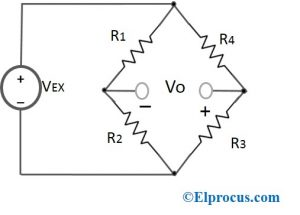 R1
R4
+
VEX
−
Vo
− +
R2
R3
©Elprocus.com